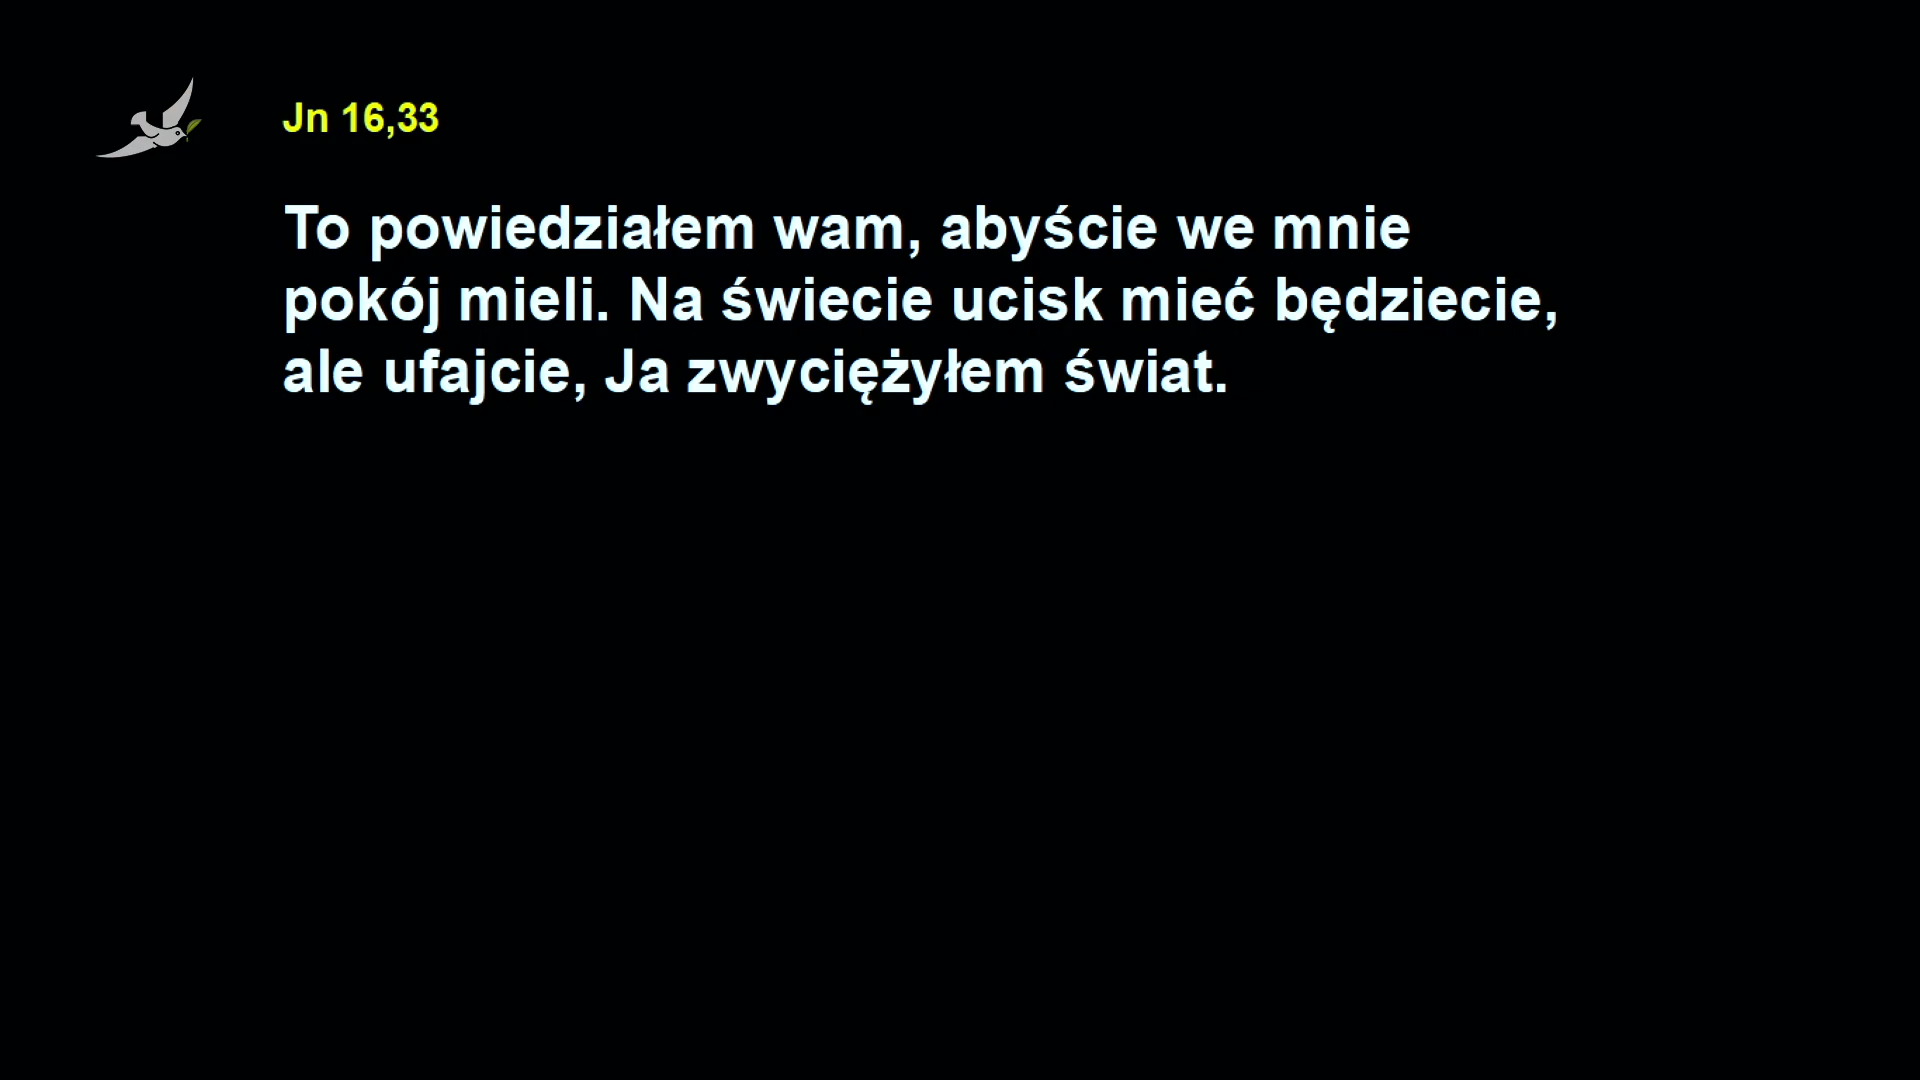 Jn 16,33
To powiedziałem wam, abyście we mnie
pokój mieli. Na świecie ucisk mieć będziecie,
ale ufajcie, Ja zwyciężyłem świat.